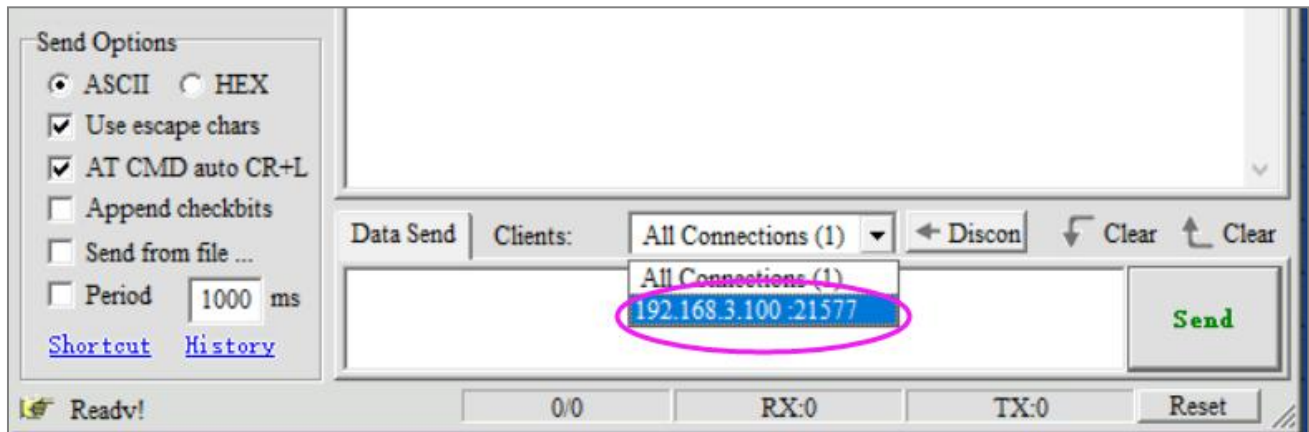 Send Options
ASCII HEX
Use escape chars
AT CMD auto CR+L
Append checkbits
Send from file ...
Period 1000 ms
Shortcut History
Data Send Clients: All Connections (1) Discon Clear Clear
All Connections (1)
192.168.3.100 :21577
Send
Ready! 0/0 RX:0 TX:0 Reset